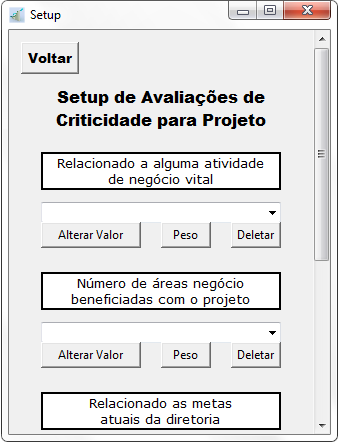 Setup
Voltar
Setup de Avaliações de
Criticidade para Projeto
Relacionado a alguma atividade
de negócio vital
Alterar Valor Peso Deletar
Número de áreas negócio
beneficiadas com o projeto
Alterar Valor Peso Deletar
Relacionado as metas
atuais da diretoria